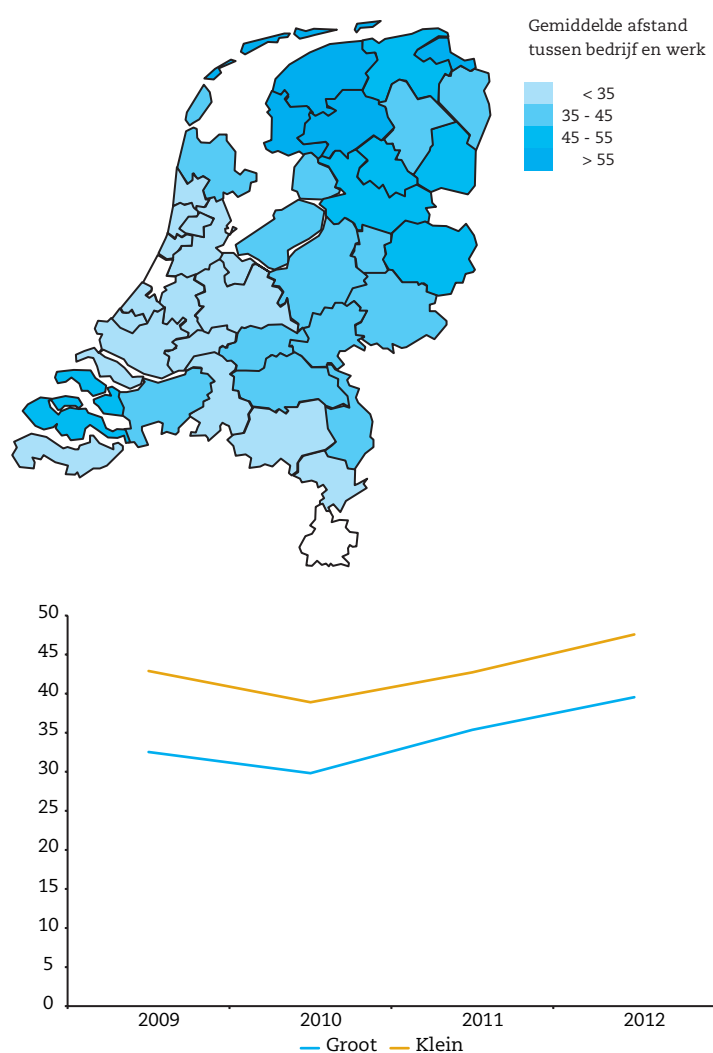 Gemiddelde afstand
tussen bedrijf en werk
< 35
35 - 45
45 - 55
> 55
50
45
40
35
30
25
20
15
10
5
0
2009 2010 2011 2012
Groot Klein